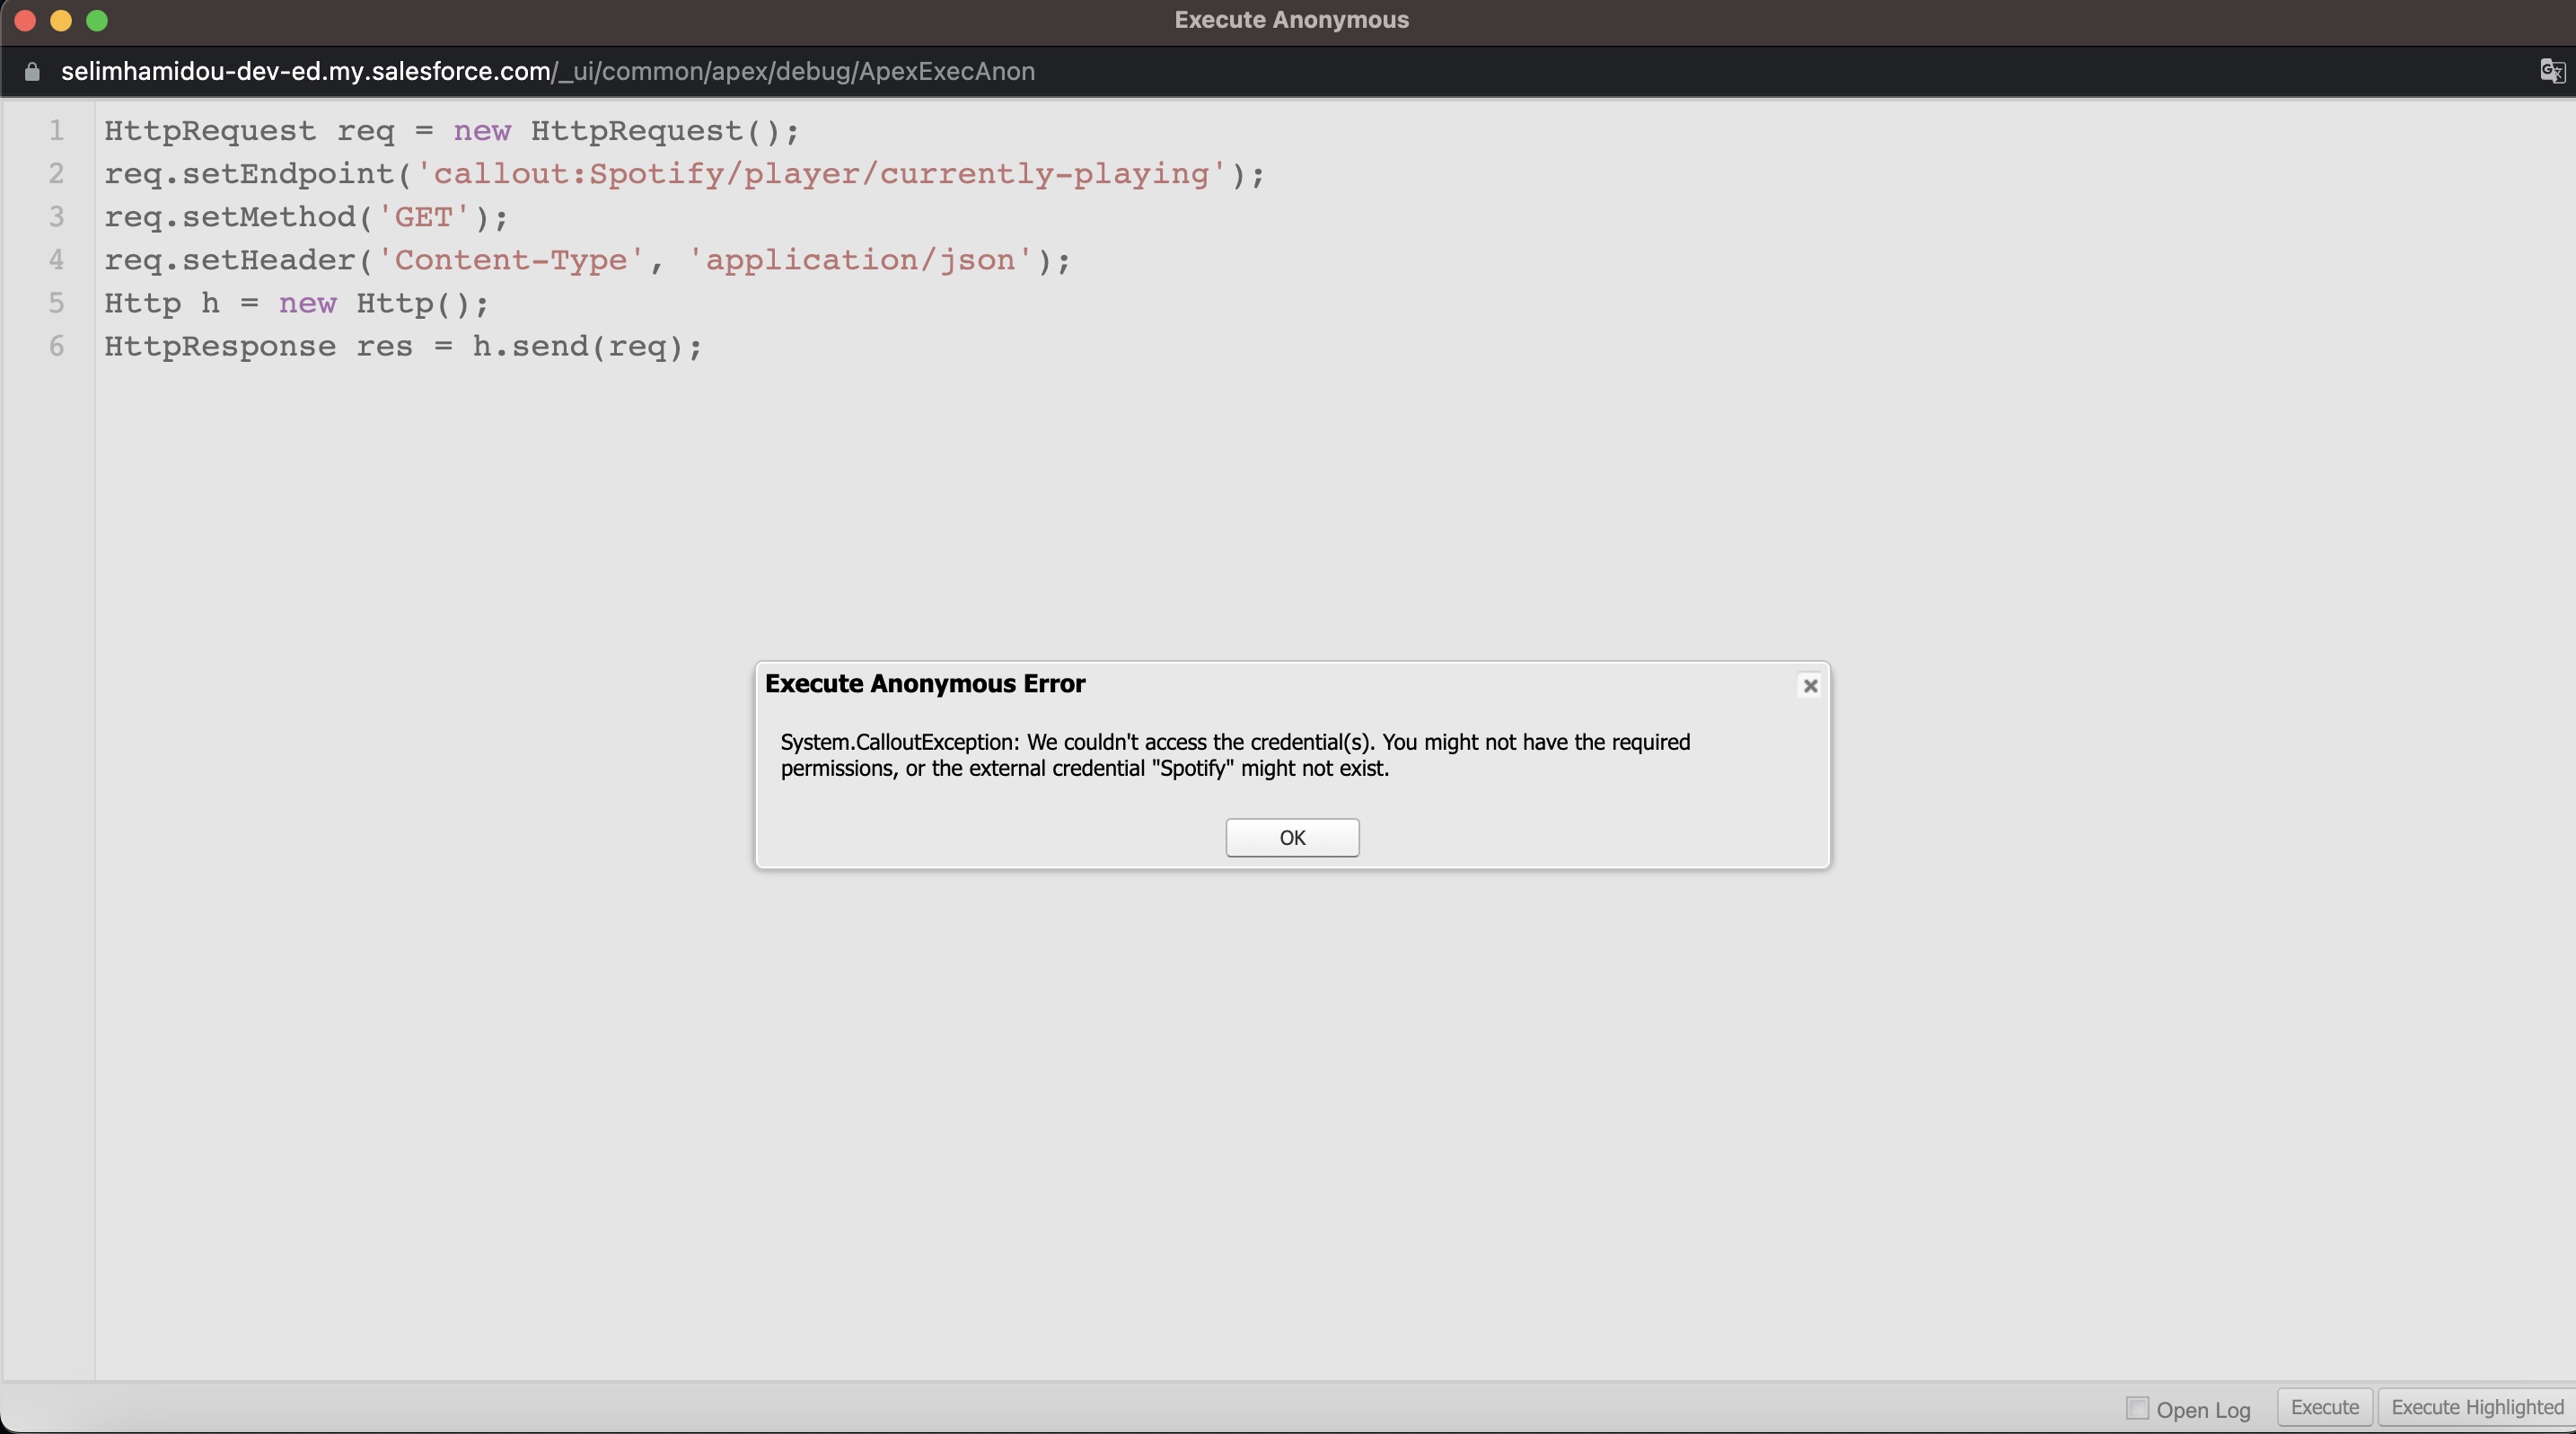 Execute Anonymous
selimhamidou-dev-ed.my.salesforce.com/_ui/common/apex/debug/ApexExecAnon
1 HttpRequest req = new HttpRequest();
2 req.setEndpoint('callout:Spotify/player/currently-playing');
3 req.setMethod('GET');
4 req.setHeader('Content-Type', 'application/json');
5 Http h = new Http();
6 HttpResponse res = h.send(req);
Execute Anonymous Error
System.CalloutException: We couldn't access the credential(s). You might not have the required
permissions, or the external credential "Spotify" might not exist.
OK
Open Log Execute Execute Highlighted